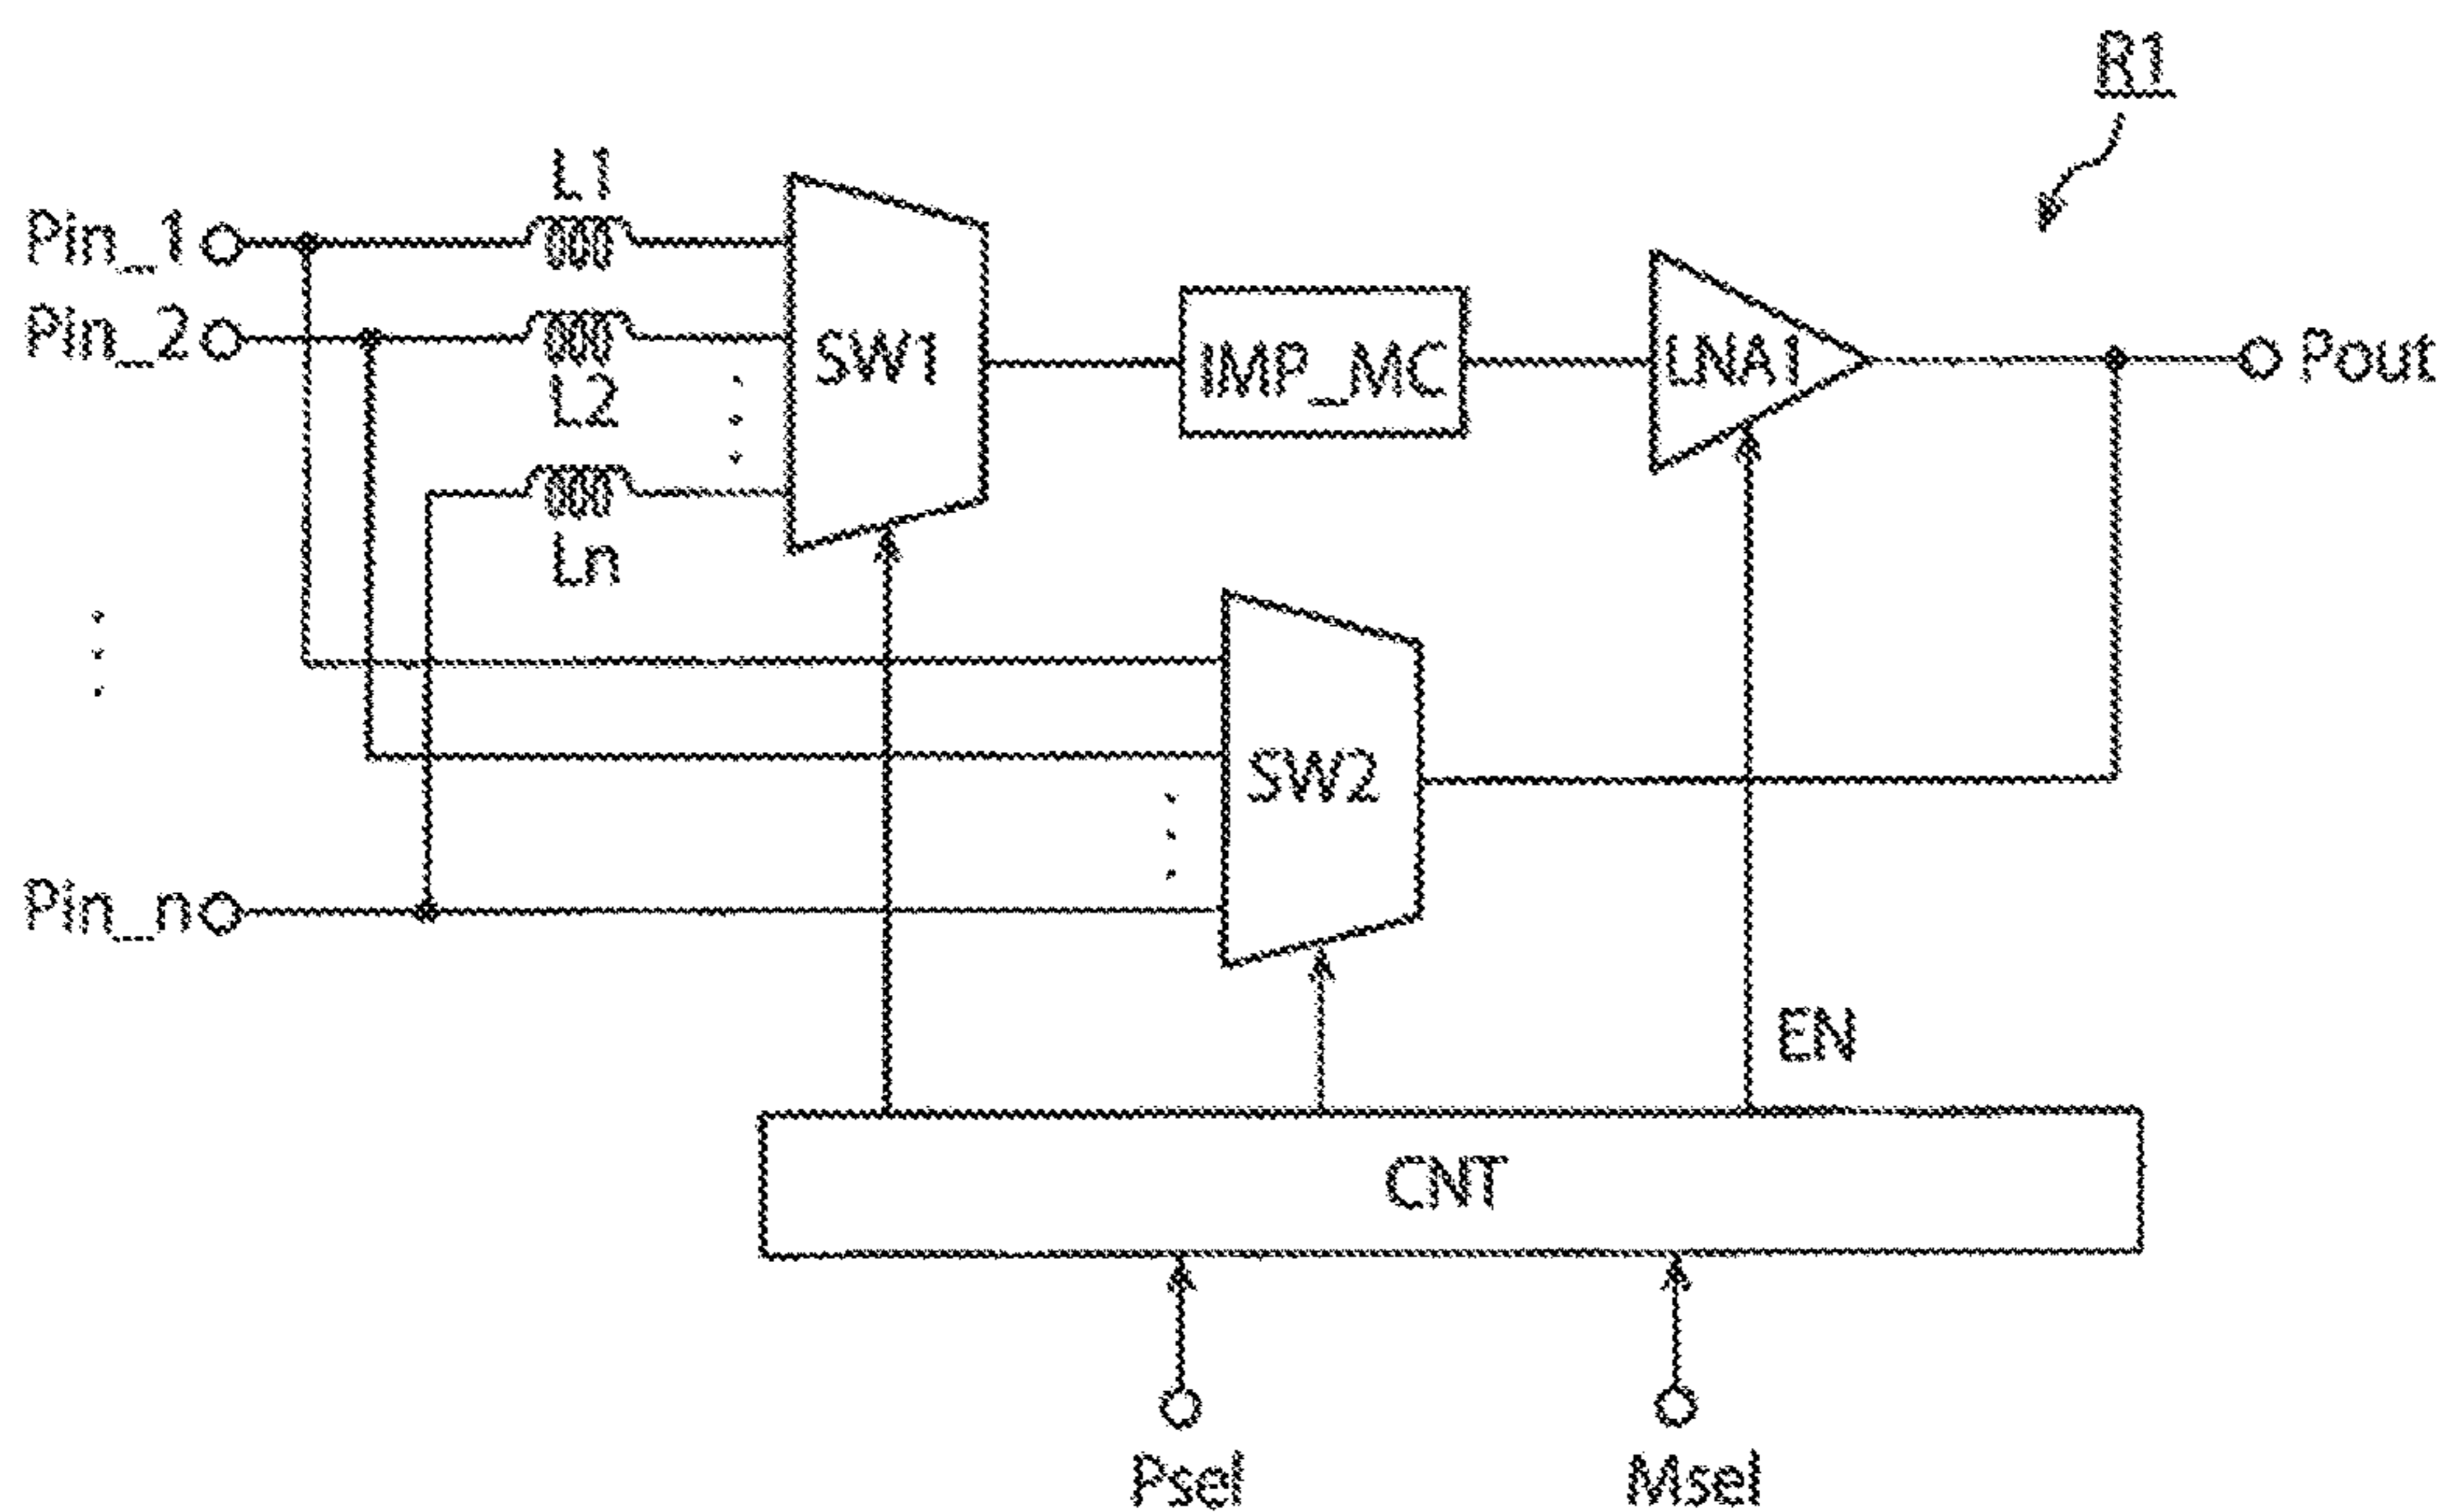 R1
L1
Pin_1
Pin_2
SW1
IMP_MC
LNA1
Pout
L2
Ln
SW2
Pin_n
EN
CNT
Psel
Msel